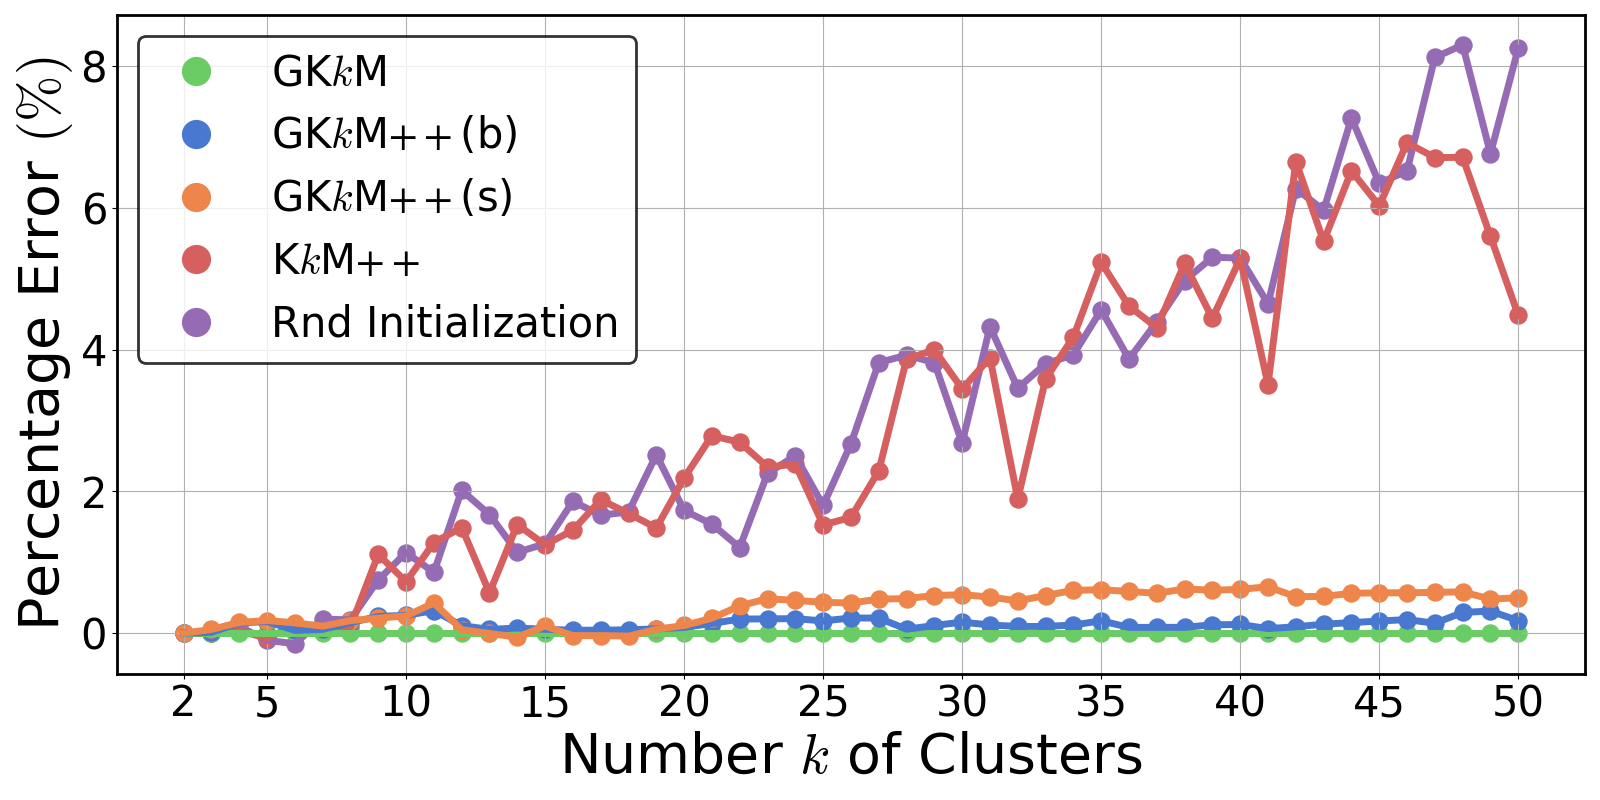 Percentage Error (%)
8
6
4
2
0
GKkM
GKkM++(b)
GKkM++(s)
KkM++
Rnd Initialization
2 5 10 15 20 25 30 35 40 45 50
Number k of Clusters